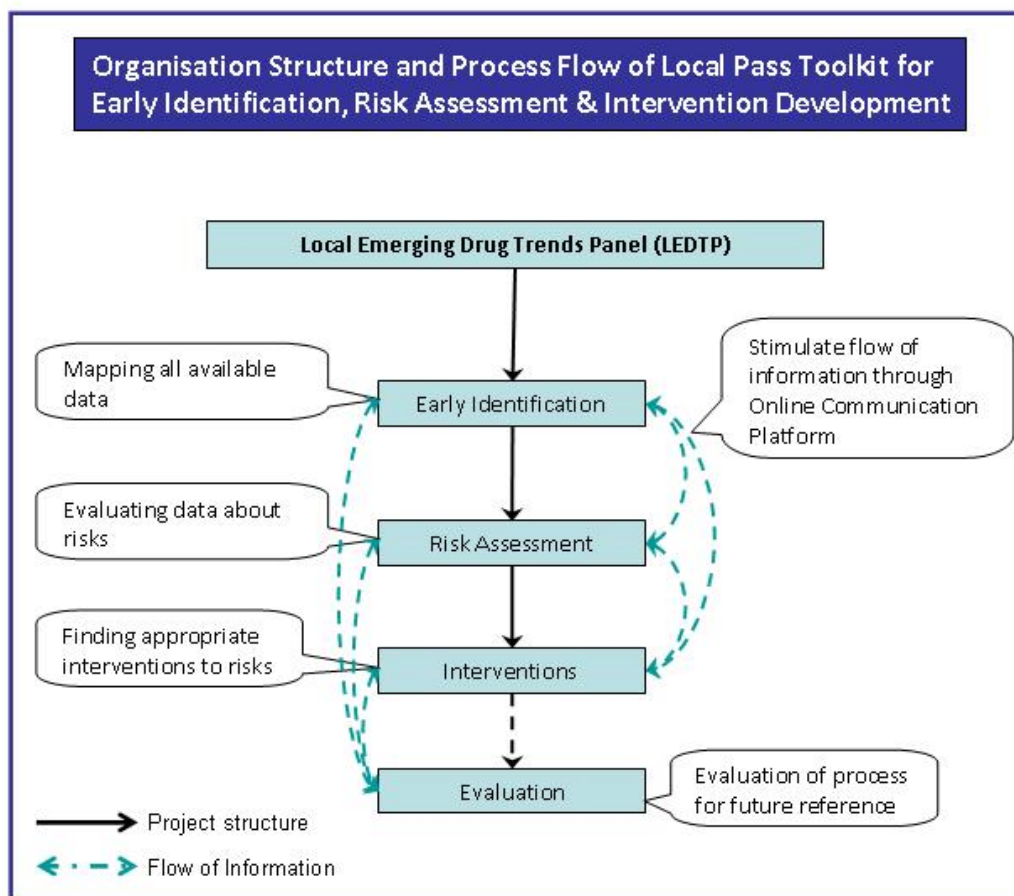 Organisation Structure and Process Flow of Local Pass Toolkit for
Early Identification, Risk Assessment & Intervention Development
Local Emerging Drug Trends Panel (LEDTP)
Mapping all available
data
Early Identification
Stimulate flow of
information through
Online Communication
Platform
Evaluating data about
risks
Risk Assessment
Finding appropriate
interventions to risks
Interventions
Evaluation
Evaluation of process
for future reference
Project structure
Flow of Information